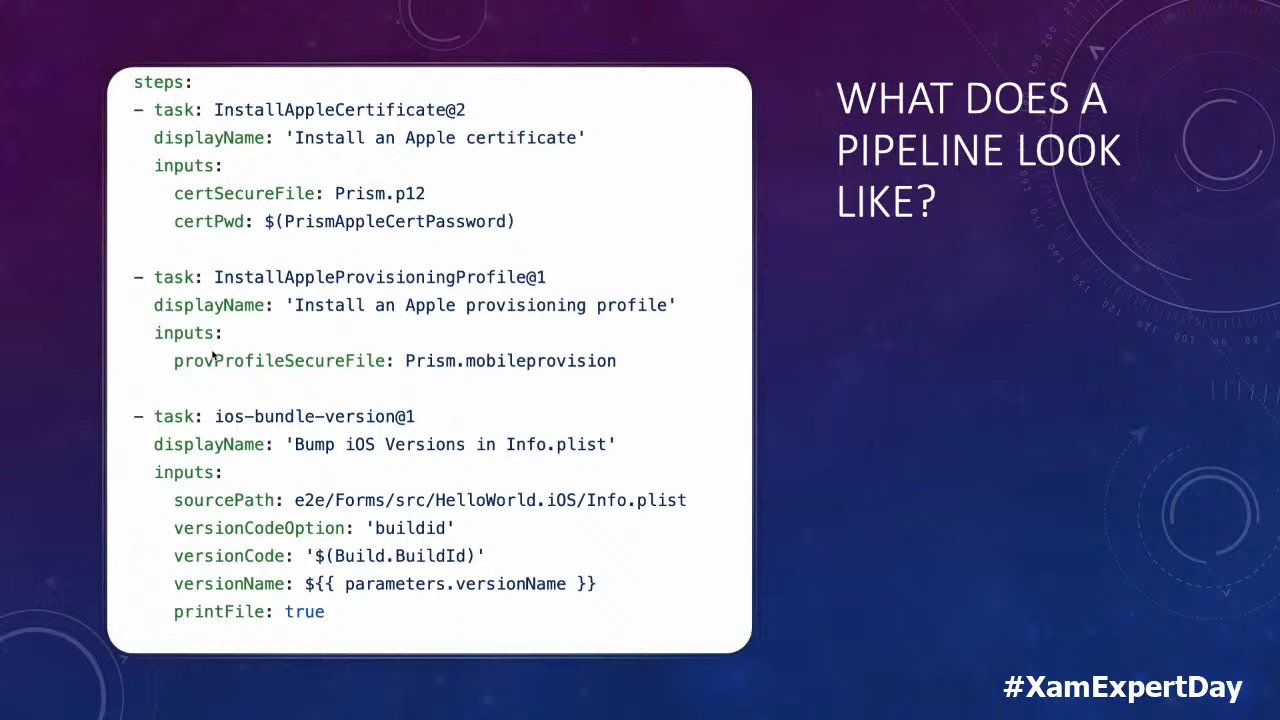 steps:
- task: InstallAppleCertificate@2
displayName: 'Install an Apple certificate'
inputs:
certSecureFile: Prism.p12
certPwd: $(PrismAppleCertPassword)
- task: InstallAppleProvisioningProfile@1
displayName: 'Install an Apple provisioning profile'
inputs:
provProfileSecureFile: Prism.mobileprovision
- task: ios-bundle-version@1
displayName: 'Bump iOS Versions in Info.plist'
inputs:
sourcePath: e2e/Forms/src/HelloWorld.iOS/Info.plist
versionCodeOption: 'buildid'
versionCode: '$(Build.BuildId)'
versionName: ${{ parameters.versionName }}
printFile: true
WHAT DOES A
PIPELINE LOOK
LIKE?
#XamExpertDay